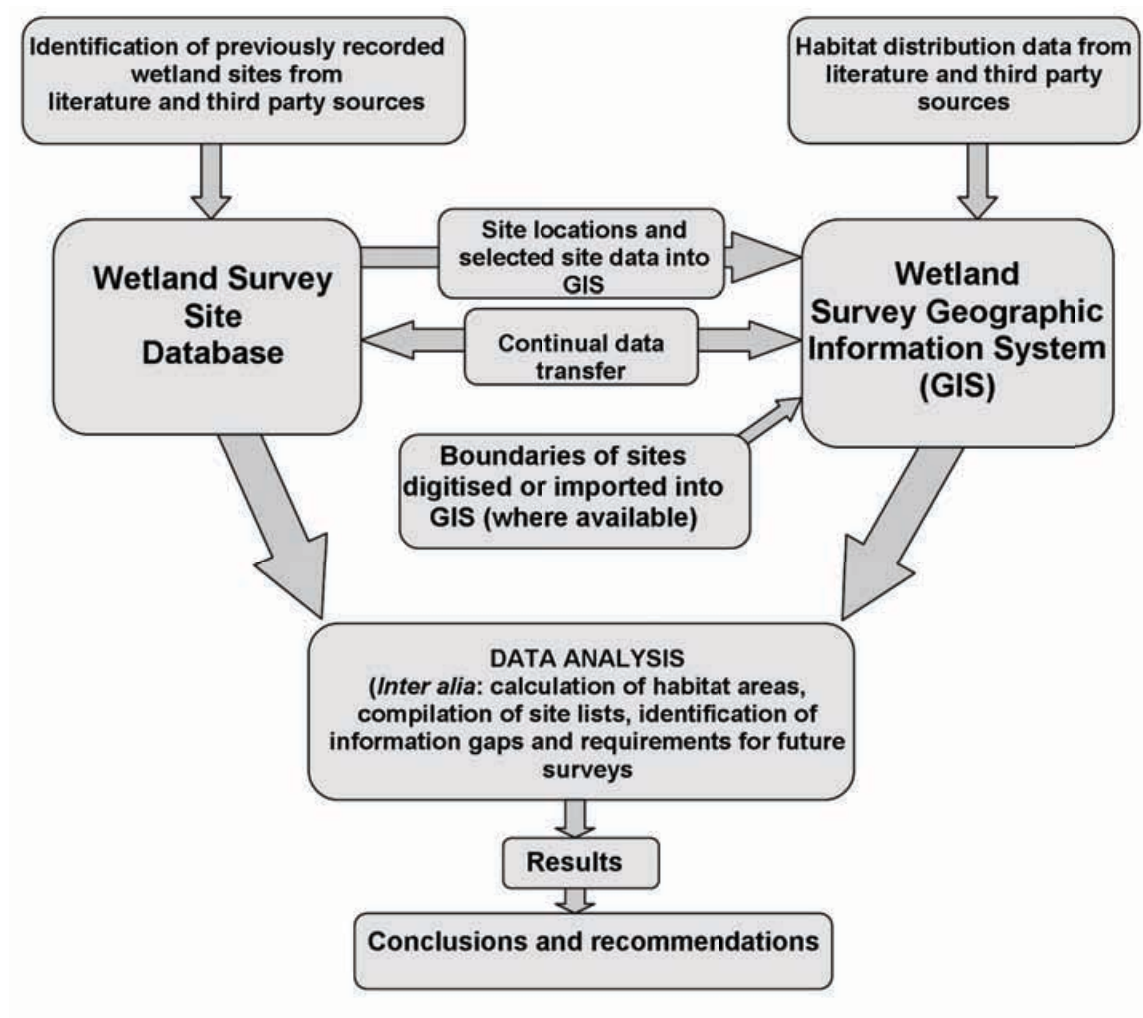 Identification of previously recorded
wetland sites from
literature and third party sources
Habitat distribution data from
literature and third party
sources
Wetland Survey
Site
Database
Site locations and
selected site data into
GIS
Continual data
transfer
Wetland
Survey Geographic
Information System
(GIS)
Boundaries of sites
digitised or imported into
GIS (where available)
DATA ANALYSIS
(Inter alia: calculation of habitat areas,
compilation of site lists, identification of
information gaps and requirements for future
surveys
Results
Conclusions and recommendations